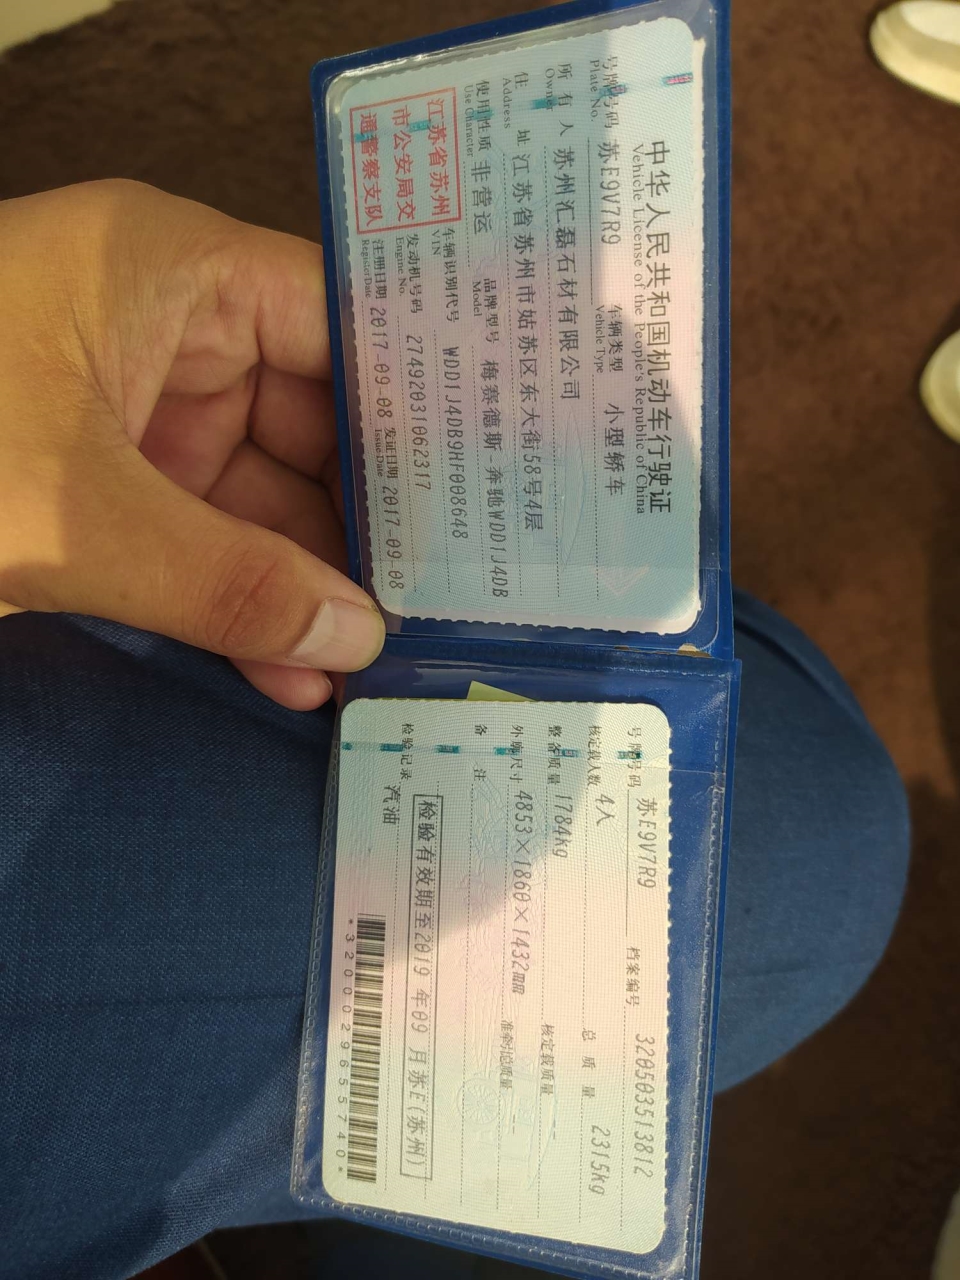 中华人民共和国机动车行驶证
Vehicle License of the People's Republic of China
号牌号码 苏E9V7R9 车辆类型 小型轿车
Plate No. Vehicle Type
所有人 苏州汇磊石材有限公司
Owner
住址 江苏省苏州市姑苏区东大街58号4层
Address
使用性质 非营运 品牌型号 梅赛德斯-奔驰WDD1J4DB
Use Character Model
江苏省苏州
市公安局交
通警察支队
车辆识别代号 WDD1J4DB9HF008648
VIN
发动机号码 27492031062317
Engine No.
注册日期 2017-09-08 发证日期 2017-09-08
Register Date Issue Date
号牌号码 苏E9V7R9 档案编号 320503513812
核定载人数 4人 总质量 2315kg
整备质量 1784kg 核定载质量 --
外廓尺寸 4853×1860×1432mm 准牵引总质量 --
备注
检验有效期至2019年09月苏E(苏州)
检验记录 汽油
*3200029655740*